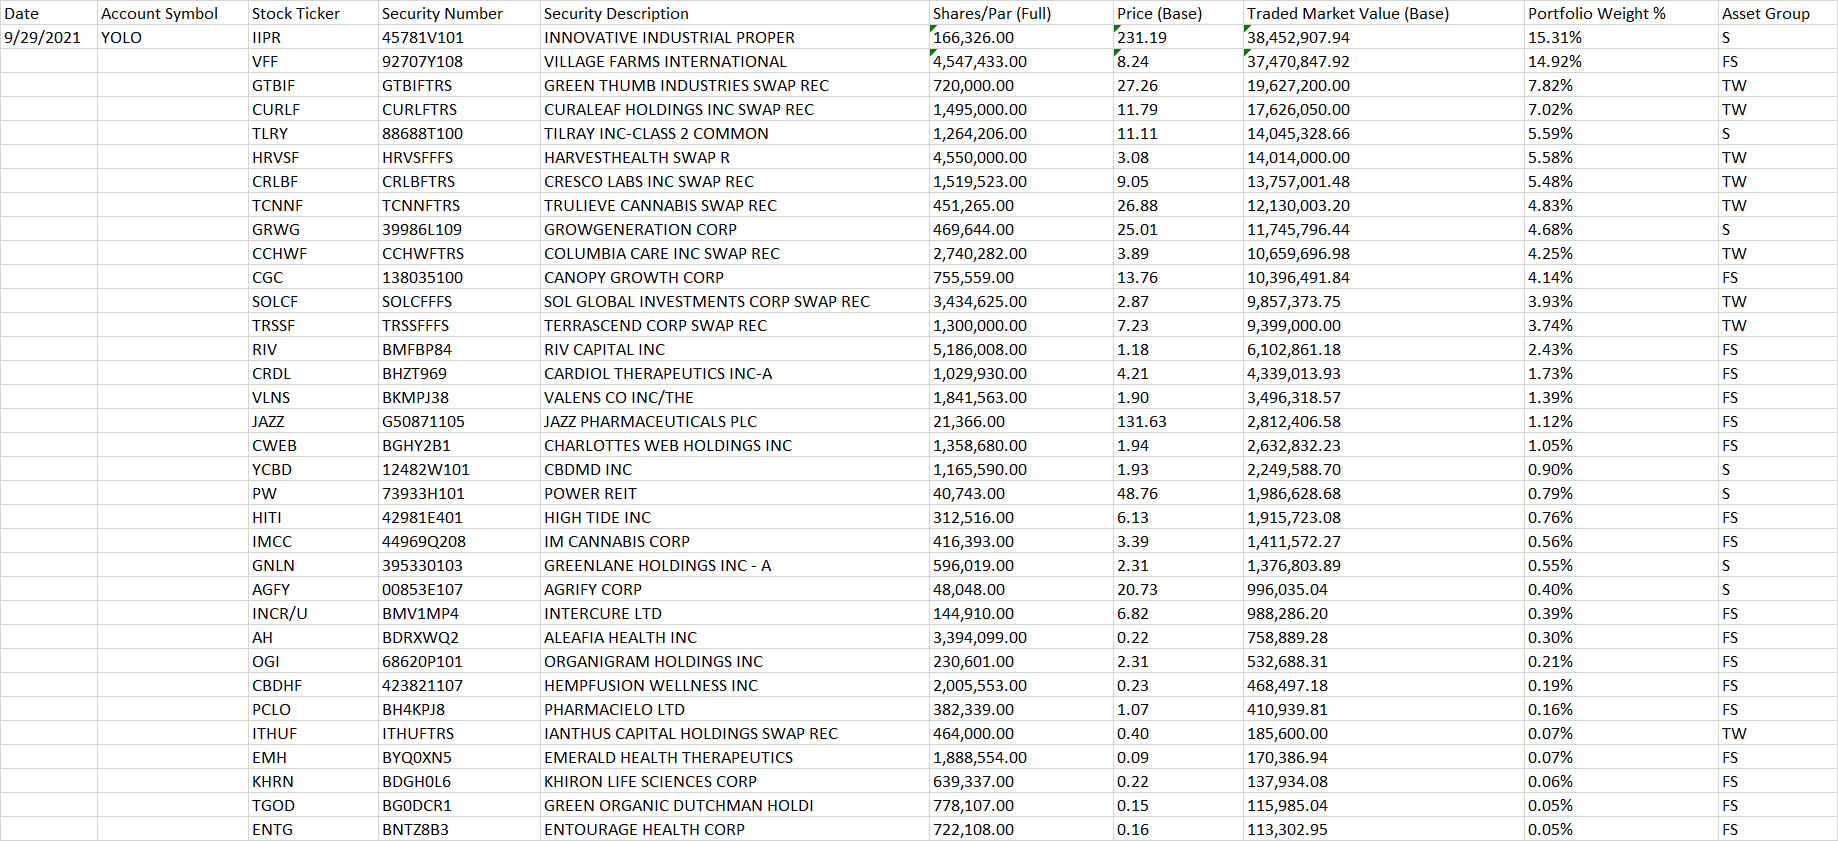 Date Account Symbol Stock Ticker Security Number Security Description Shares/Par (Full) Price (Base) Traded Market Value (Base) Portfolio Weight % Asset Group
9/29/2021 YOLO IIPR 45781V101 INNOVATIVE INDUSTRIAL PROPER 166,326.00 231.19 38,452,907.94 15.31% S
VFF 92707Y108 VILLAGE FARMS INTERNATIONAL 4,547,433.00 8.24 37,470,847.92 14.92% FS
GTBIF GTBIFTRS GREEN THUMB INDUSTRIES SWAP REC 720,000.00 27.26 19,627,200.00 7.82% TW
CURLF CURLFTRS CURALEAF HOLDINGS INC SWAP REC 1,495,000.00 11.79 17,626,050.00 7.02% TW
TLRY 88688T100 TILRAY INC-CLASS 2 COMMON 1,264,206.00 11.11 14,045,328.66 5.59% S
HRVSF HRVSFFFS HARVESTHEALTH SWAP R 4,550,000.00 3.08 14,014,000.00 5.58% TW
CRLBF CRLBFTRS CRESCO LABS INC SWAP REC 1,519,523.00 9.05 13,757,001.48 5.48% TW
TCNNF TCNNFTRS TRULIEVE CANNABIS SWAP REC 451,265.00 26.88 12,130,003.20 4.83% TW
GRWG 39986L109 GROWGENERATION CORP 469,644.00 25.01 11,745,796.44 4.68% S
CCHWF CCHWFTRS COLUMBIA CARE INC SWAP REC 2,740,282.00 3.89 10,659,696.98 4.25% TW
CGC 138035100 CANOPY GROWTH CORP 755,559.00 13.76 10,396,491.84 4.14% FS
SOLCF SOLCFFFS SOL GLOBAL INVESTMENTS CORP SWAP REC 3,434,625.00 2.87 9,857,373.75 3.93% TW
TRSSF TRSSFFFS TERRASCEND CORP SWAP REC 1,300,000.00 7.23 9,399,000.00 3.74% TW
RIV BMFBP84 RIV CAPITAL INC 5,186,008.00 1.18 6,102,861.18 2.43% FS
CRDL BHZT969 CARDIOL THERAPEUTICS INC-A 1,029,930.00 4.21 4,339,013.93 1.73% FS
VLNS BKMPJ38 VALENS CO INC/THE 1,841,563.00 1.90 3,496,318.57 1.39% FS
JAZZ G50871105 JAZZ PHARMACEUTICALS PLC 21,366.00 131.63 2,812,406.58 1.12% FS
CWEB BGHY2B1 CHARLOTTES WEB HOLDINGS INC 1,358,680.00 1.94 2,632,832.23 1.05% FS
YCBD 12482W101 CBDMD INC 1,165,590.00 1.93 2,249,588.70 0.90% S
PW 73933H101 POWER REIT 40,743.00 48.76 1,986,628.68 0.79% S
HITI 42981E401 HIGH TIDE INC 312,516.00 6.13 1,915,723.08 0.76% FS
IMCC 44969Q208 IM CANNABIS CORP 416,393.00 3.39 1,411,572.27 0.56% FS
GNLN 395330103 GREENLANE HOLDINGS INC - A 596,019.00 2.31 1,376,803.89 0.55% S
AGFY 00853E107 AGRIFY CORP 48,048.00 20.73 996,035.04 0.40% S
INCR/U BMV1MP4 INTERCURE LTD 144,910.00 6.82 988,286.20 0.39% FS
AH BDRXWQ2 ALEAFIA HEALTH INC 3,394,099.00 0.22 758,889.28 0.30% FS
OGI 68620P101 ORGANIGRAM HOLDINGS INC 230,601.00 2.31 532,688.31 0.21% FS
CBDHF 423821107 HEMPFUSION WELLNESS INC 2,005,553.00 0.23 468,497.18 0.19% FS
PCLO BH4KPJ8 PHARMACIELO LTD 382,339.00 1.07 410,939.81 0.16% FS
ITHUF ITHUFTRS IANTHUS CAPITAL HOLDINGS SWAP REC 464,000.00 0.40 185,600.00 0.07% TW
EMH BYQ0XN5 EMERALD HEALTH THERAPEUTICS 1,888,554.00 0.09 170,386.94 0.07% FS
KHRN BDGH0L6 KHIRON LIFE SCIENCES CORP 639,337.00 0.22 137,934.08 0.06% FS
TGOD BG0DCR1 GREEN ORGANIC DUTCHMAN HOLDI 778,107.00 0.15 115,985.04 0.05% FS
ENTG BNTZ8B3 ENTOURAGE HEALTH CORP 722,108.00 0.16 113,302.95 0.05% FS